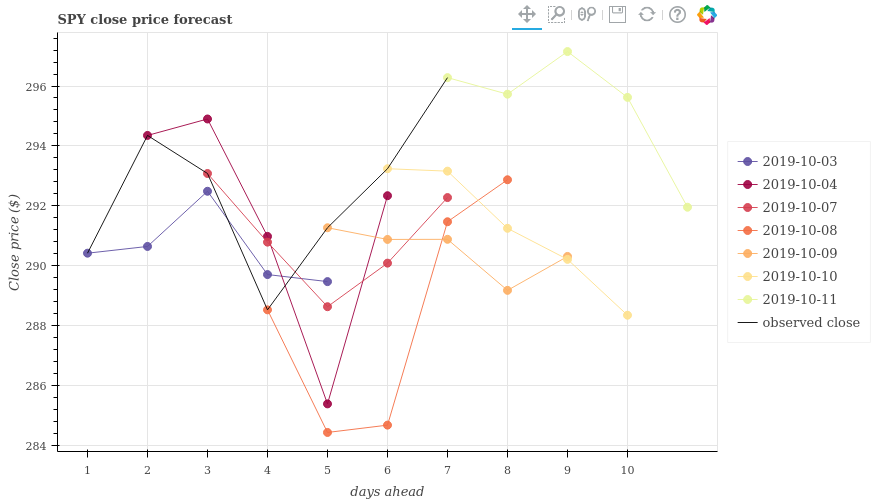 SPY close price forecast
296
294
292
290
288
286
284
Close price ($)
1 2 3 4 5 6 7 8 9 10
days ahead
2019-10-03
2019-10-04
2019-10-07
2019-10-08
2019-10-09
2019-10-10
2019-10-11
observed close